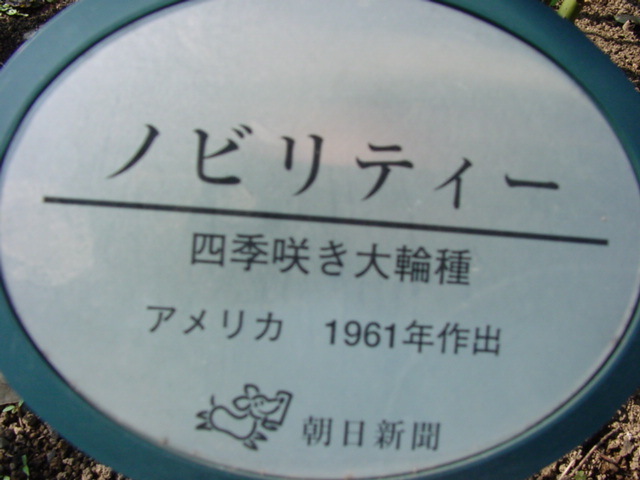 ノビリティー
四季咲き大輪種
アメリカ　1961年作出
朝日新聞